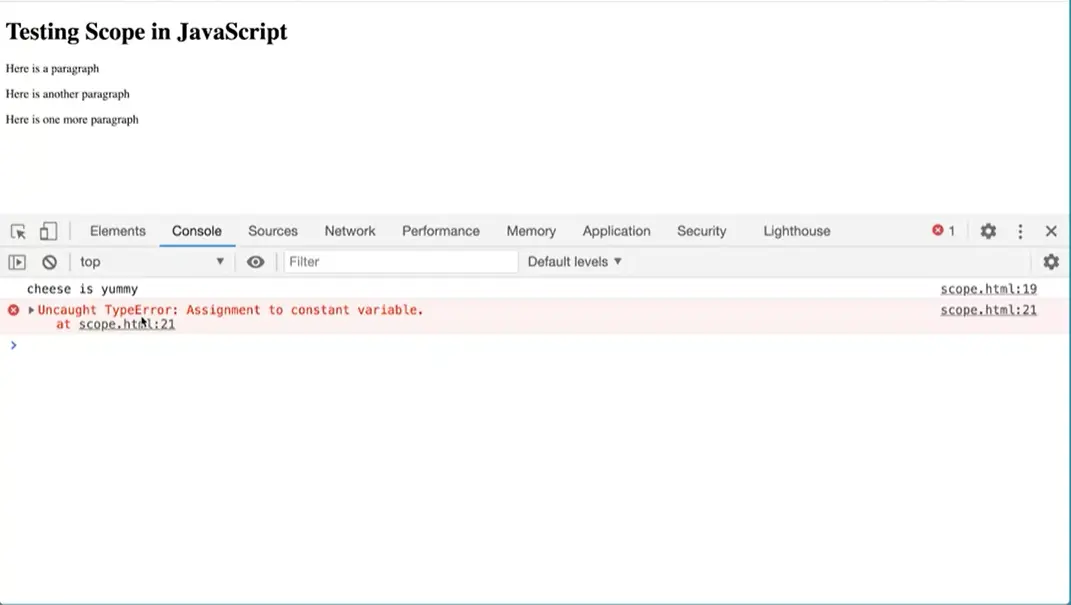 Testing Scope in JavaScript
Here is a paragraph
Here is another paragraph
Here is one more paragraph
Elements Console Sources Network Performance Memory Application Security Lighthouse 1
top Filter Default levels
cheese is yummy scope.html:19
Uncaught TypeError: Assignment to constant variable. scope.html:21
at scope.html:21